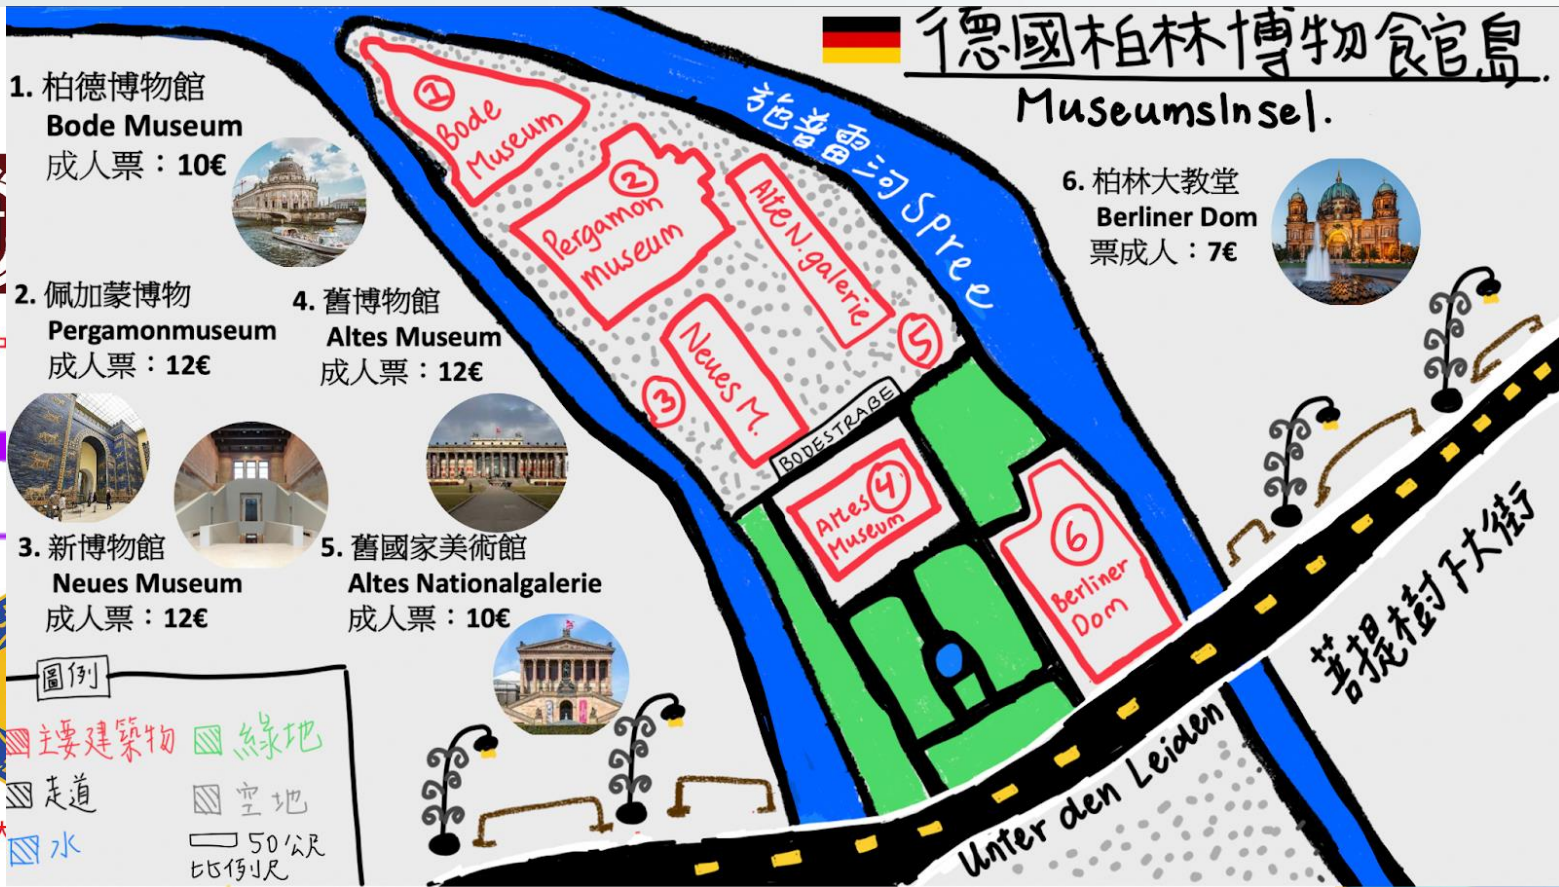 德國柏林博物館島.
MuseumsInsel.
1. 柏德博物館
Bode Museum
成人票：10€
2. 佩加蒙博物
Pergamonmuseum
成人票：12€
3. 新博物館
Neues Museum
成人票：12€
4. 舊博物館
Altes Museum
成人票：12€
5. 舊國家美術館
Altes Nationalgalerie
成人票：10€
6. 柏林大教堂
Berliner Dom
票成人：7€
① Bode
Museum
② Pergamon
museum
Alte N. galerie
⑤
Neues M.
③
BODESTRAßE
Altes ④
Museum
⑥
Berliner
Dom
施普雷河 Spree
菩提樹下大街
Unter den Leiden
圖例
主要建築物
綠地
走道
空地
水
50公尺
比例尺